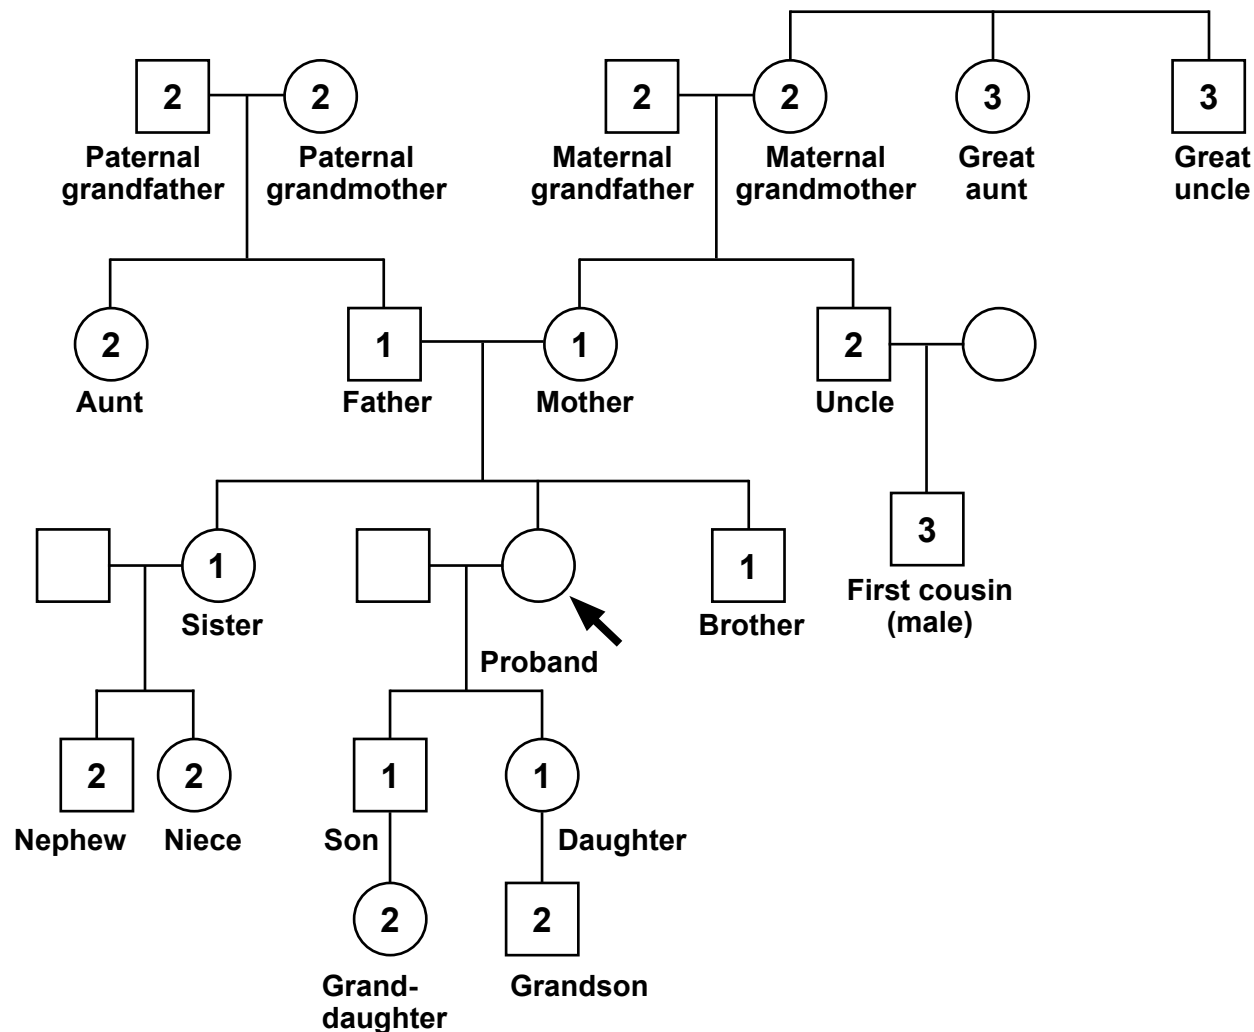 2 2 2 2 3 3
Paternal Paternal Maternal Maternal Great Great
grandfather grandmother grandfather grandmother aunt uncle
2 1 1 2
Aunt Father Mother Uncle
3
1 1
First cousin
Sister Brother (male)
Proband
2 2 1 1
Nephew Niece Son Daughter
2 2
Grand- Grandson
daughter